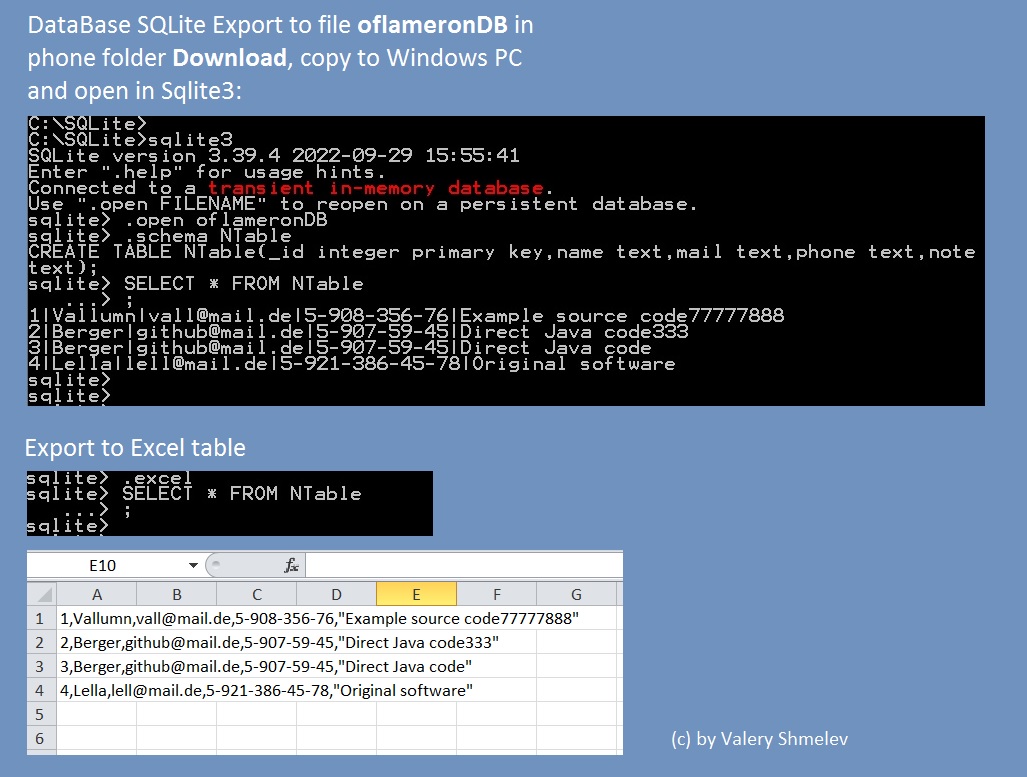 DataBase SQLite Export to file oflameronDB in
phone folder Download, copy to Windows PC
and open in Sqlite3:
C:\SQLite>
C:\SQLite>sqlite3
SQLite version 3.39.4 2022-09-29 15:55:41
Enter ".help" for usage hints.
Connected to a transient in-memory database.
Use ".open FILENAME" to reopen on a persistent database.
sqlite> .open oflameronDB
sqlite> .schema NTable
CREATE TABLE NTable(_id integer primary key,name text,mail text,phone text,note
text);
sqlite> SELECT * FROM NTable
...> ;
1|Vallumn|vall@mail.de|5-908-356-76|Example source code77777888
2|Berger|github@mail.de|5-907-59-45|Direct Java code333
3|Berger|github@mail.de|5-907-59-45|Direct Java code
4|Lella|lell@mail.de|5-921-386-45-78|Original software
sqlite>
sqlite>
Export to Excel table
sqlite> .excel
sqlite> SELECT * FROM NTable
...> ;
sqlite>
E10 fx
A B C D E F G
1 1,Vallumn,vall@mail.de,5-908-356-76,"Example source code77777888"
2 2,Berger,github@mail.de,5-907-59-45,"Direct Java code333"
3 3,Berger,github@mail.de,5-907-59-45,"Direct Java code"
4 4,Lella,lell@mail.de,5-921-386-45-78,"Original software"
5
6
(c) by Valery Shmelev